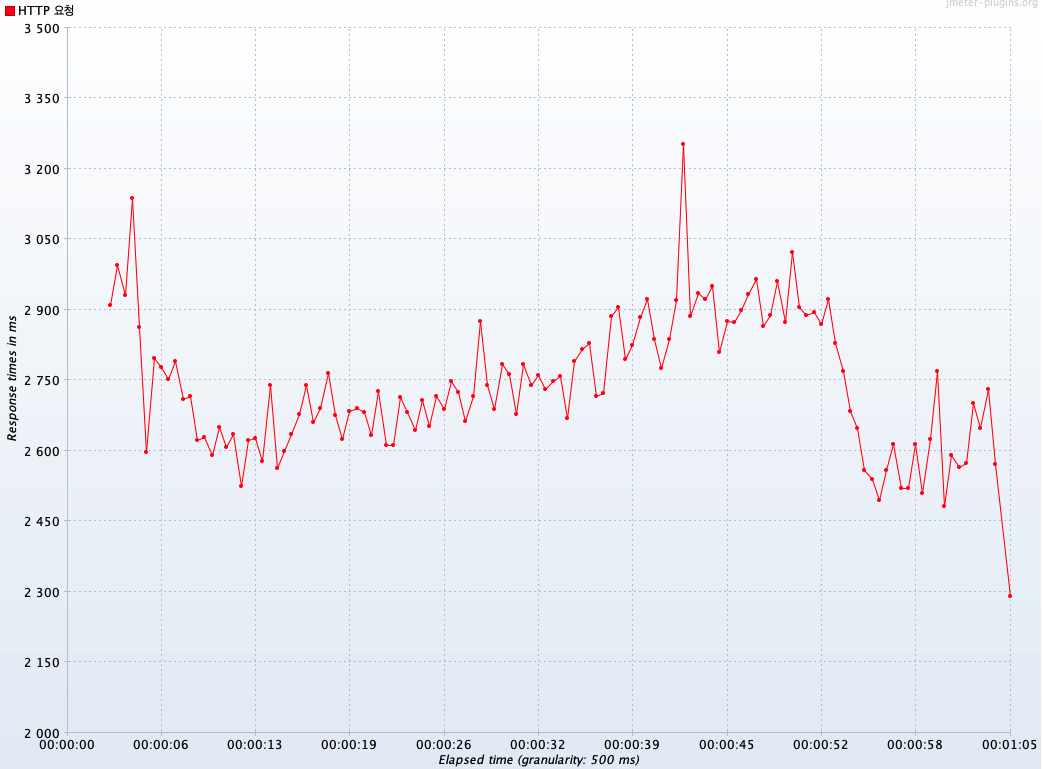 jmeter-plugins.org
HTTP 요청
3 500
3 350
3 200
3 050
2 900
2 750
2 600
2 450
2 300
2 150
2 000
Response times in ms
00:00:00 00:00:06 00:00:13 00:00:19 00:00:26 00:00:32 00:00:39 00:00:45 00:00:52 00:00:58 00:01:05
Elapsed time (granularity: 500 ms)